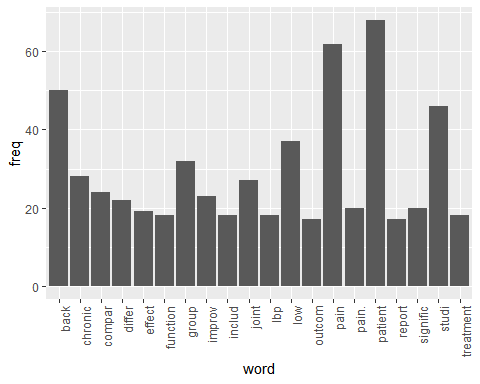 freq
60
40
20
0
back
chronic
compar
differ
effect
function
group
improv
includ
joint
lbp
low
outcom
pain
pain.
patient
report
signific
studi
treatment
word